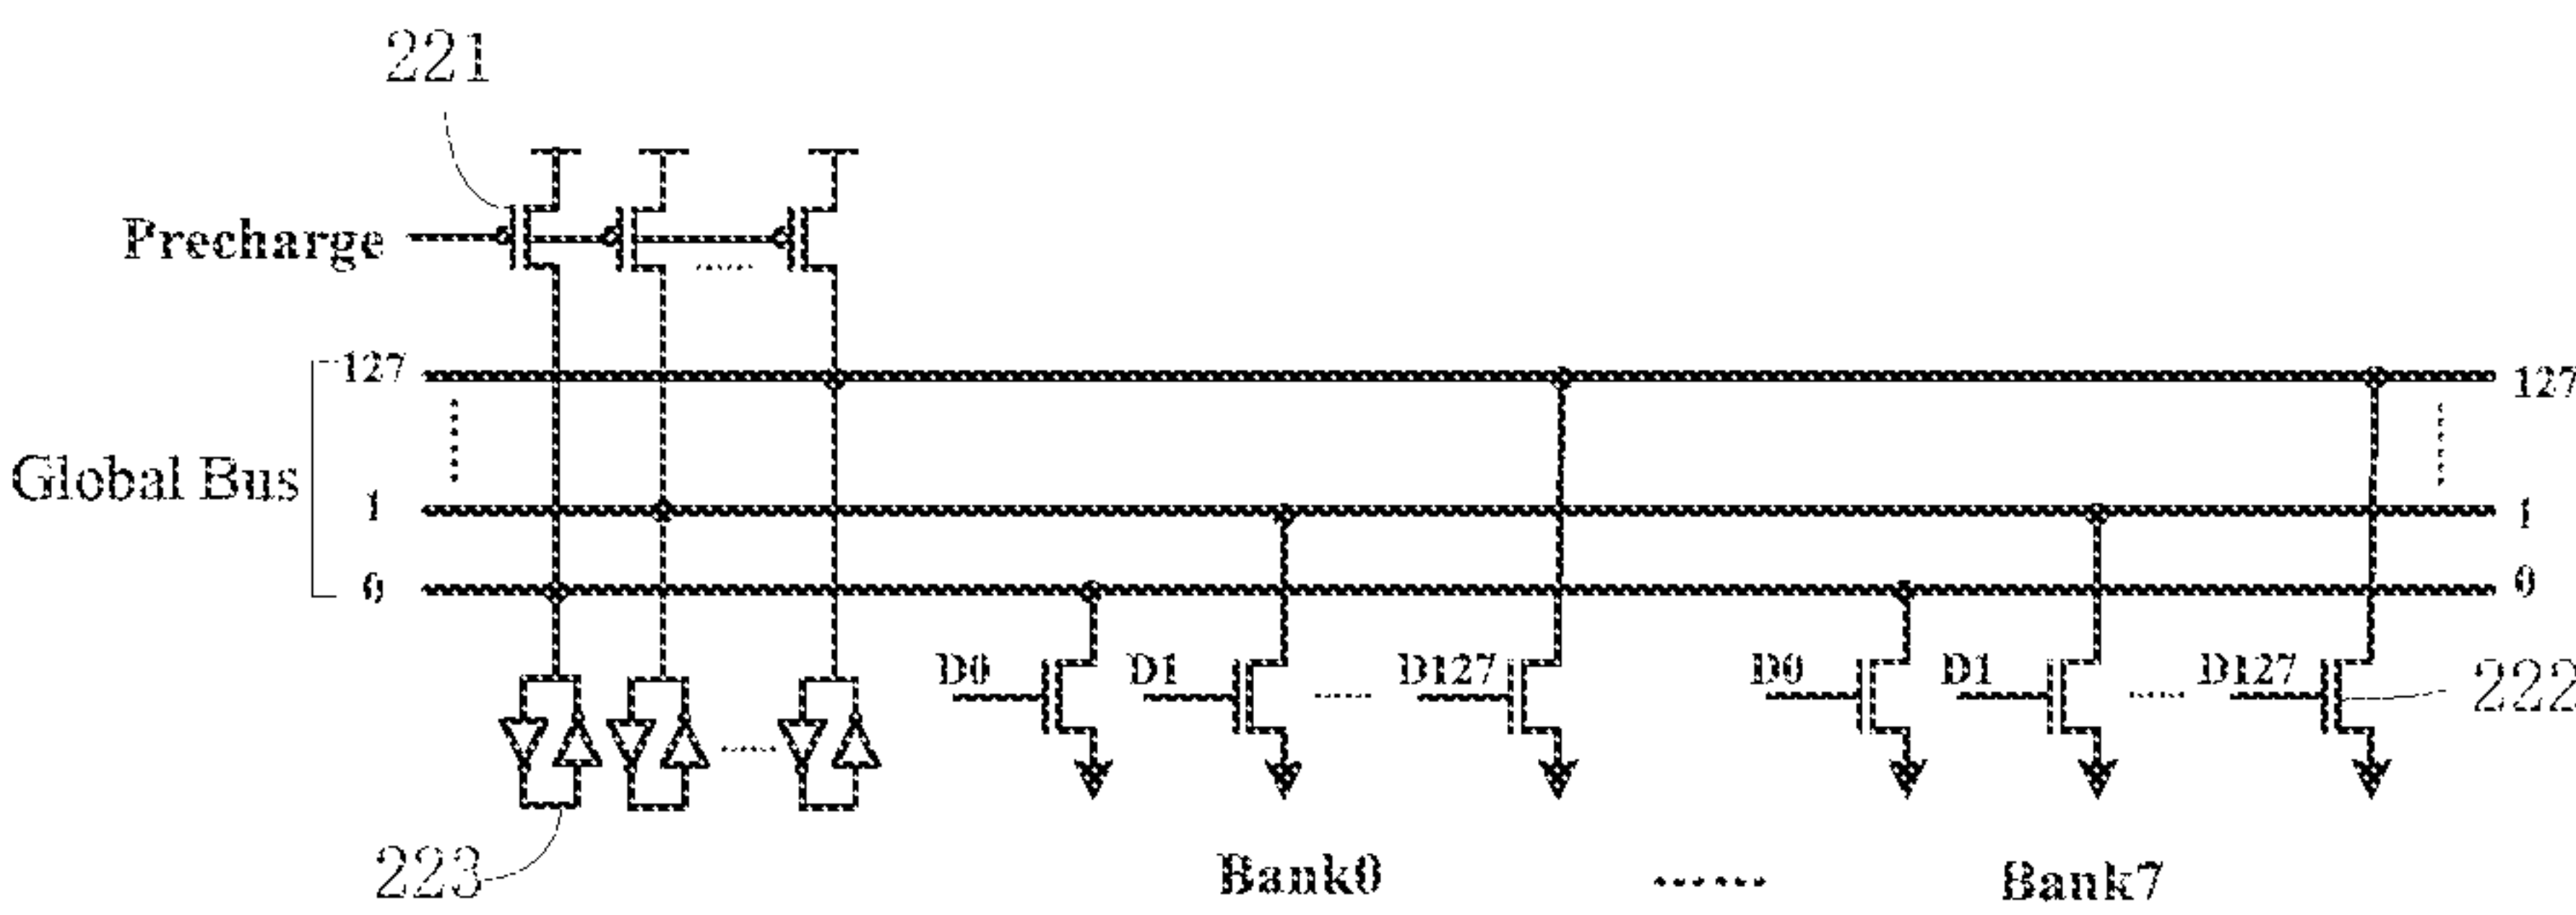 221
Precharge
127 127
Global Bus
1 1
0 0
D0 D1 D127 D0 D1 D127 222
223
Bank0 Bank7